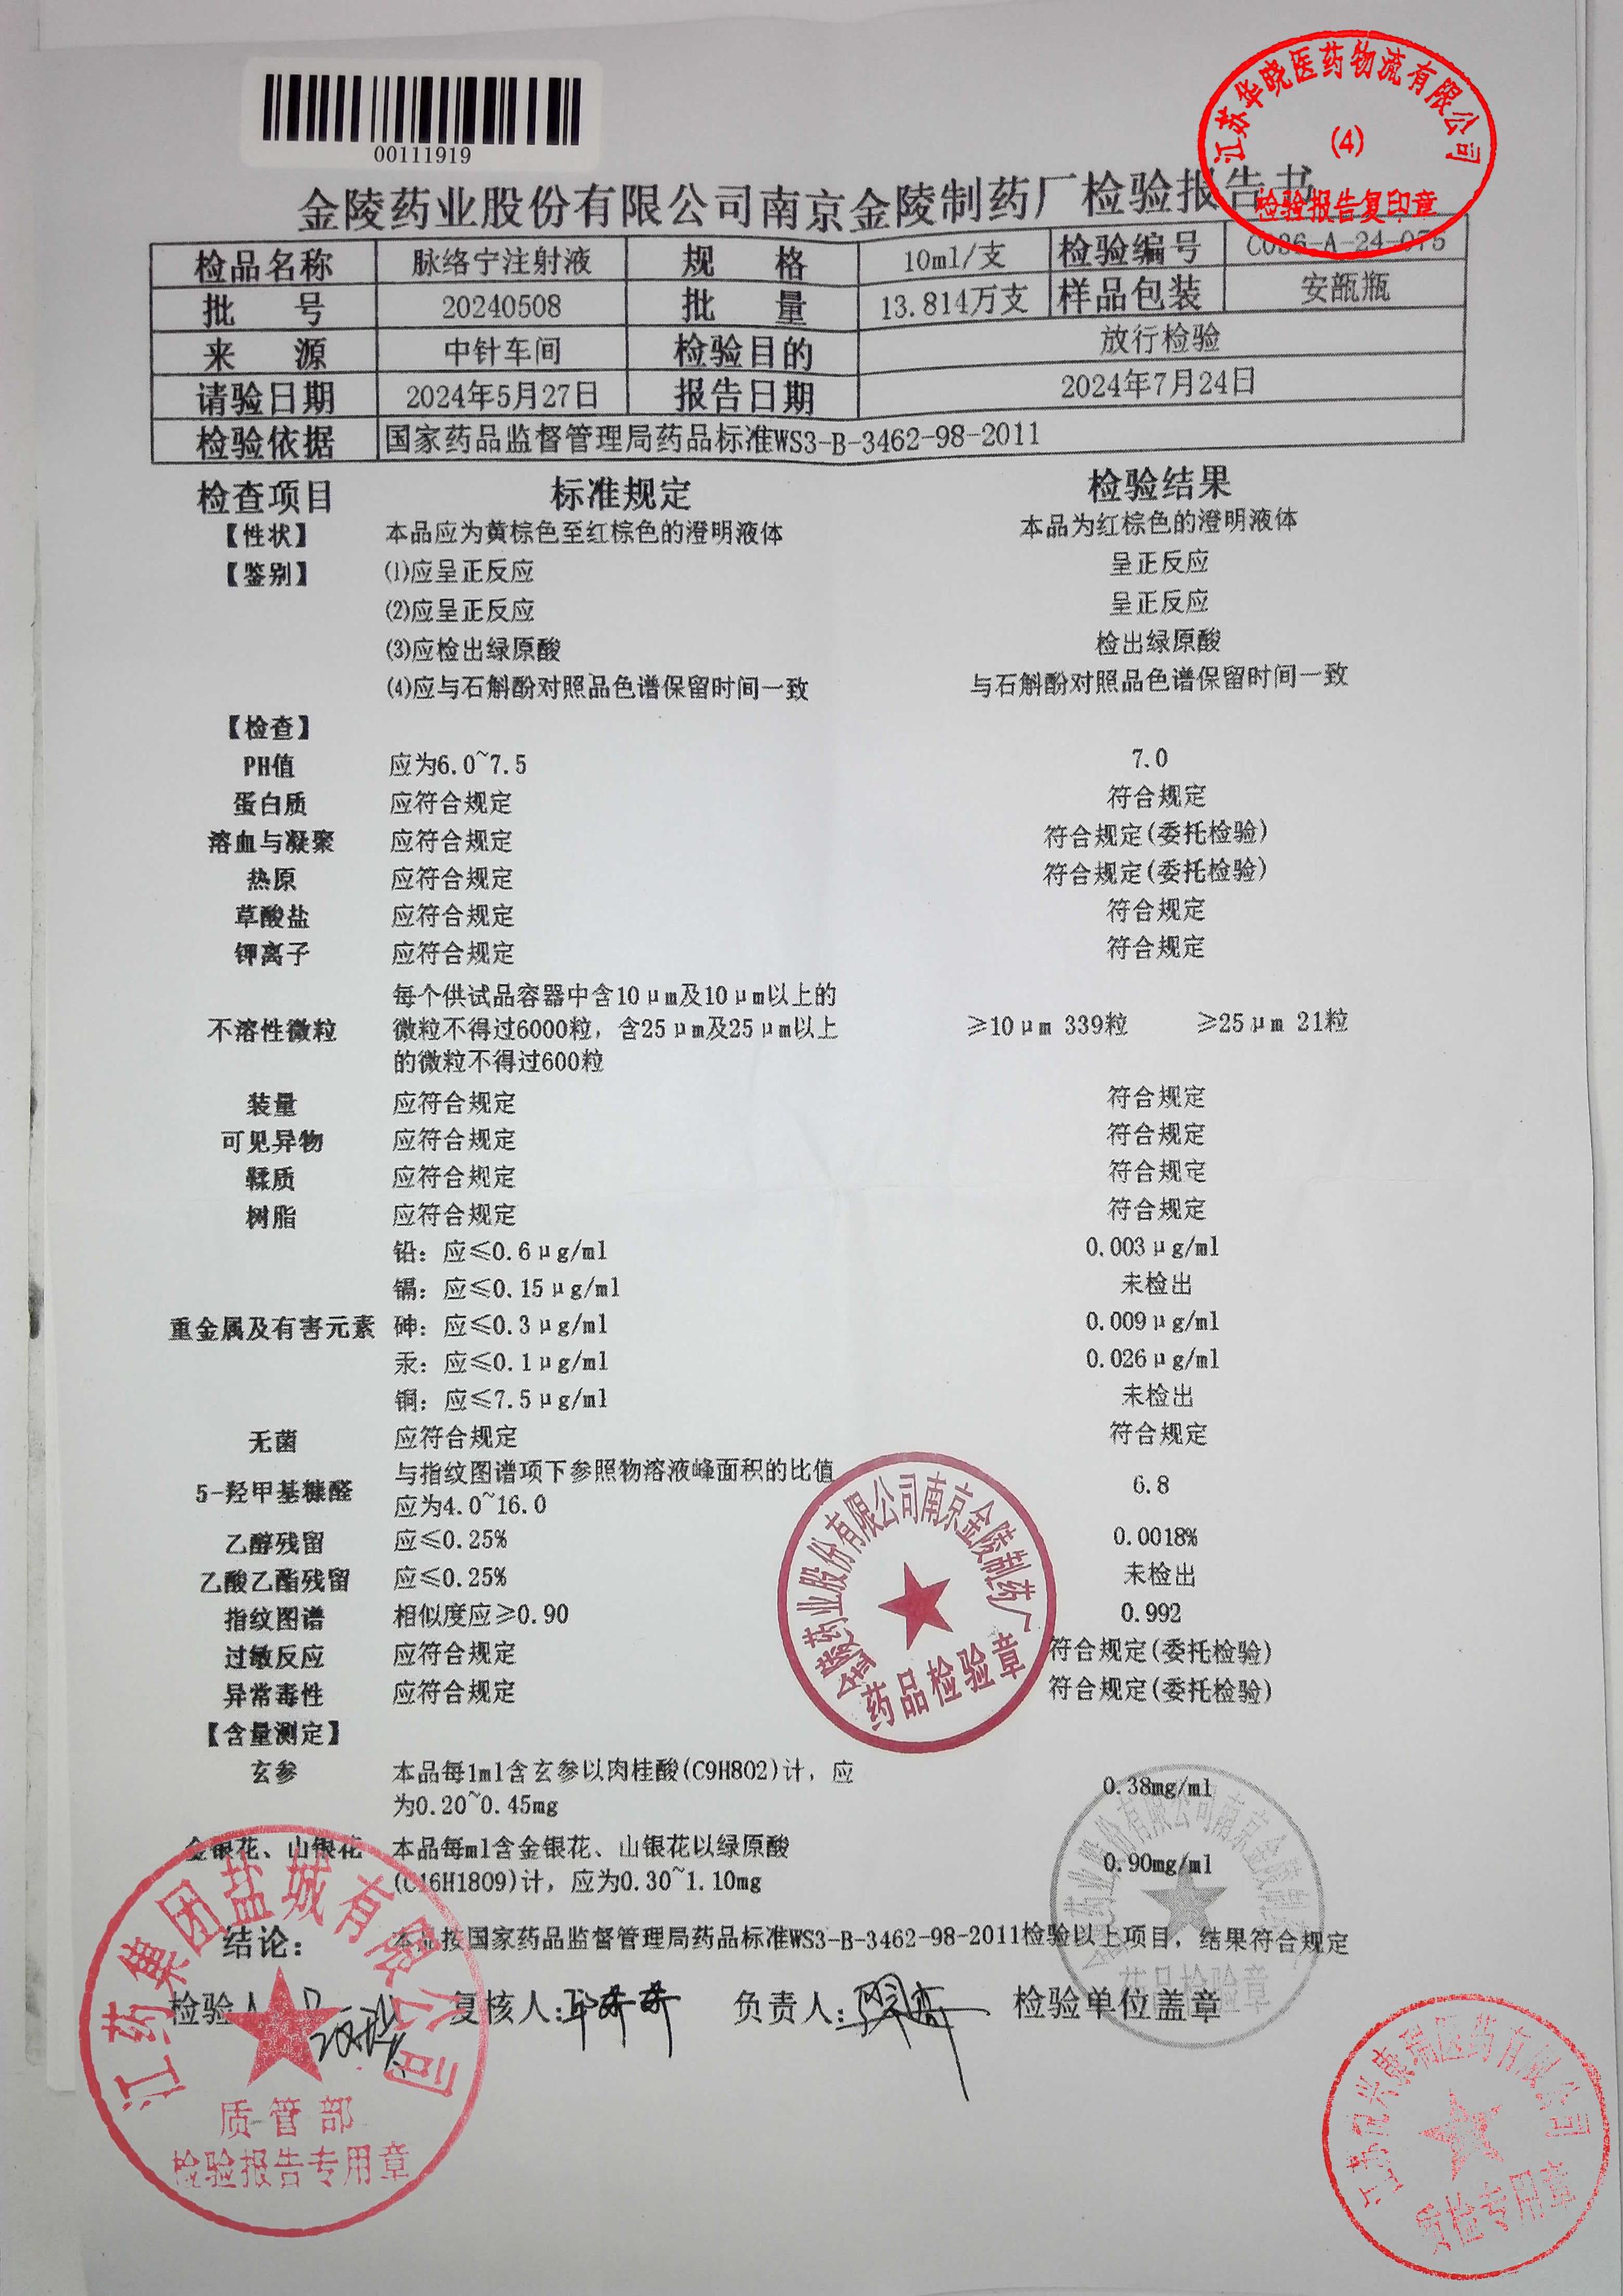 00111919
江苏华晓医药物流有限公司
(4)
检验报告复印章
金陵药业股份有限公司南京金陵制药厂检验报告书
检品名称 脉络宁注射液 规 格 10ml/支 检验编号 C036-A-24-075
批 号 20240508 批 量 13.814万支 样品包装 安瓿瓶
来 源 中针车间 检验目的 放行检验
请验日期 2024年5月27日 报告日期 2024年7月24日
检验依据 国家药品监督管理局药品标准WS3-B-3462-98-2011
检查项目 标准规定 检验结果
【性状】 本品应为黄棕色至红棕色的澄明液体 本品为红棕色的澄明液体
【鉴别】 (1)应呈正反应 呈正反应
(2)应呈正反应 呈正反应
(3)应检出绿原酸 检出绿原酸
(4)应与石斛酚对照品色谱保留时间一致 与石斛酚对照品色谱保留时间一致
【检查】
PH值 应为6.0~7.5 7.0
蛋白质 应符合规定 符合规定
溶血与凝聚 应符合规定 符合规定(委托检验)
热原 应符合规定 符合规定(委托检验)
草酸盐 应符合规定 符合规定
钾离子 应符合规定 符合规定
每个供试品容器中含10μm及10μm以上的
不溶性微粒 微粒不得过6000粒，含25μm及25μm以上 ≥10μm 339粒 ≥25μm 21粒
的微粒不得过600粒
装量 应符合规定 符合规定
可见异物 应符合规定 符合规定
鞣质 应符合规定 符合规定
树脂 应符合规定 符合规定
铅：应≤0.6μg/ml 0.003μg/ml
镉：应≤0.15μg/ml 未检出
重金属及有害元素 砷：应≤0.3μg/ml 0.009μg/ml
汞：应≤0.1μg/ml 0.026μg/ml
铜：应≤7.5μg/ml 未检出
无菌 应符合规定 符合规定
与指纹图谱项下参照物溶液峰面积的比值
5-羟甲基糠醛 应为4.0~16.0 6.8
乙醇残留 应≤0.25% 0.0018%
乙酸乙酯残留 应≤0.25% 未检出
指纹图谱 相似度应≥0.90 0.992
过敏反应 应符合规定 符合规定(委托检验)
异常毒性 应符合规定 符合规定(委托检验)
金陵药业股份有限公司南京金陵制药厂
药品检验章
【含量测定】
玄参 本品每1ml含玄参以肉桂酸(C9H8O2)计，应 0.38mg/ml
为0.20~0.45mg
金银花、山银花 本品每ml含金银花、山银花以绿原酸 0.90mg/ml
(C16H18O9)计，应为0.30~1.10mg
结论： 本品按国家药品监督管理局药品标准WS3-B-3462-98-2011检验以上项目，结果符合规定
检验人 复核人: 负责人: 检验单位盖章
金陵药业股份有限公司南京金陵制药厂
药品检验章
江苏药集团盐城有限公司
质管部
检验报告专用章
医药有限公司
质检专用章